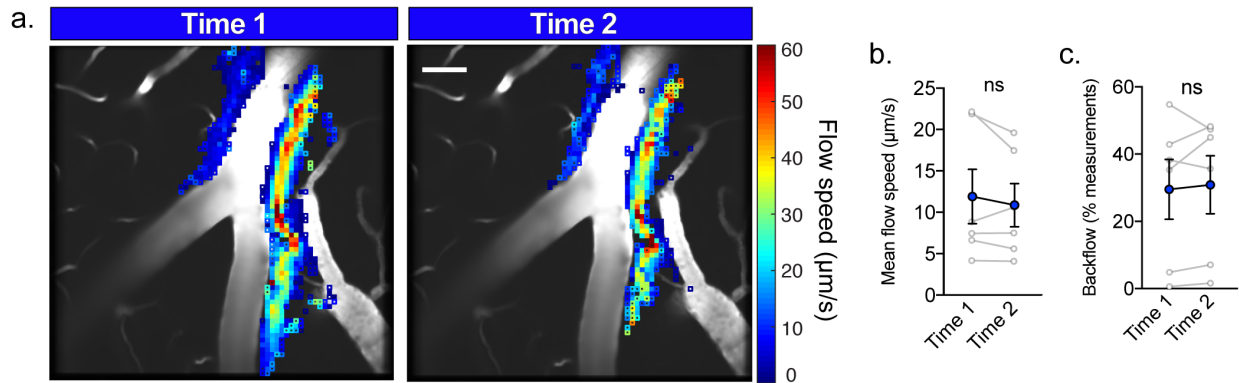 a.
Time 1
Time 2
60
50
40
30
20
10
0
Flow speed (µm/s)
b.
ns
Mean flow speed (µm/s)
25
20
15
10
5
0
Time 1
Time 2
c.
ns
Backflow (% measurements)
60
40
20
0
Time 1
Time 2